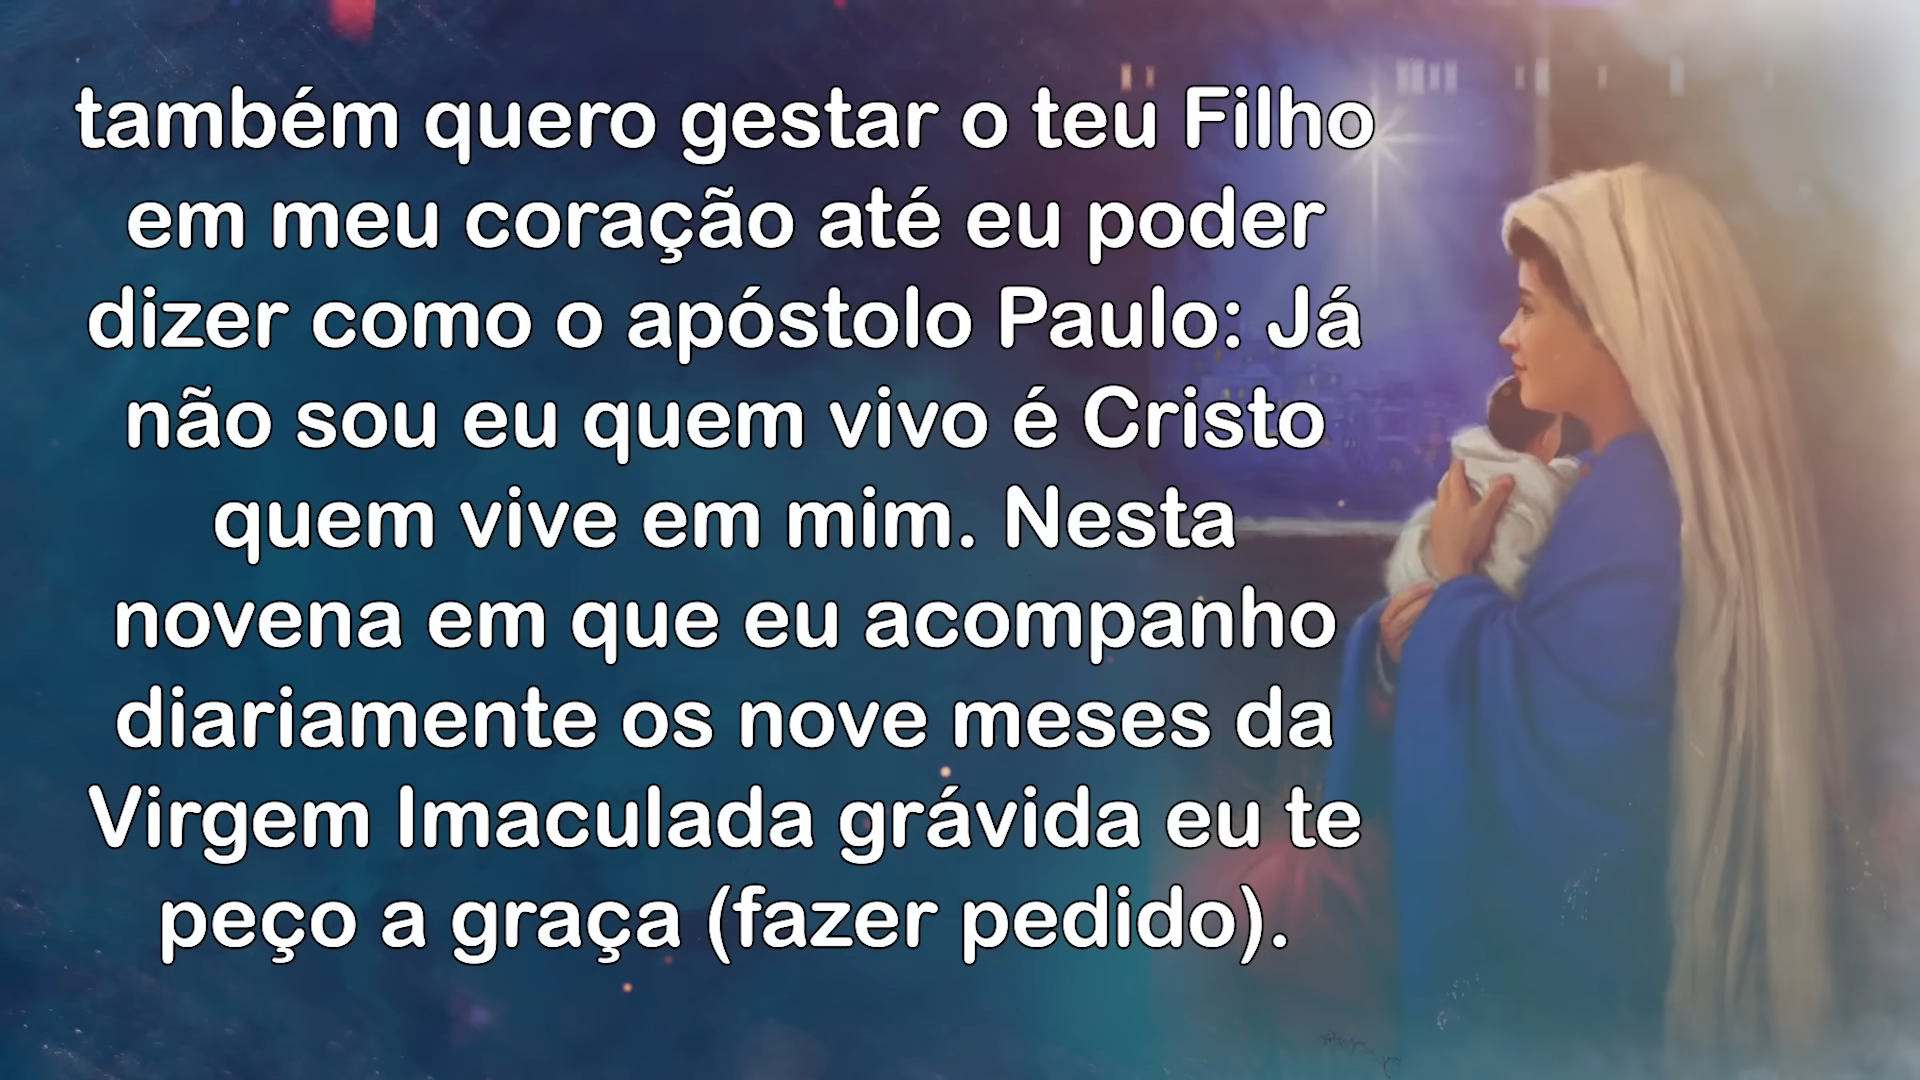 também quero gestar o teu Filho
em meu coração até eu poder
dizer como o apóstolo Paulo: Já
não sou eu quem vivo é Cristo
quem vive em mim. Nesta
novena em que eu acompanho
diariamente os nove meses da
Virgem Imaculada grávida eu te
peço a graça (fazer pedido).